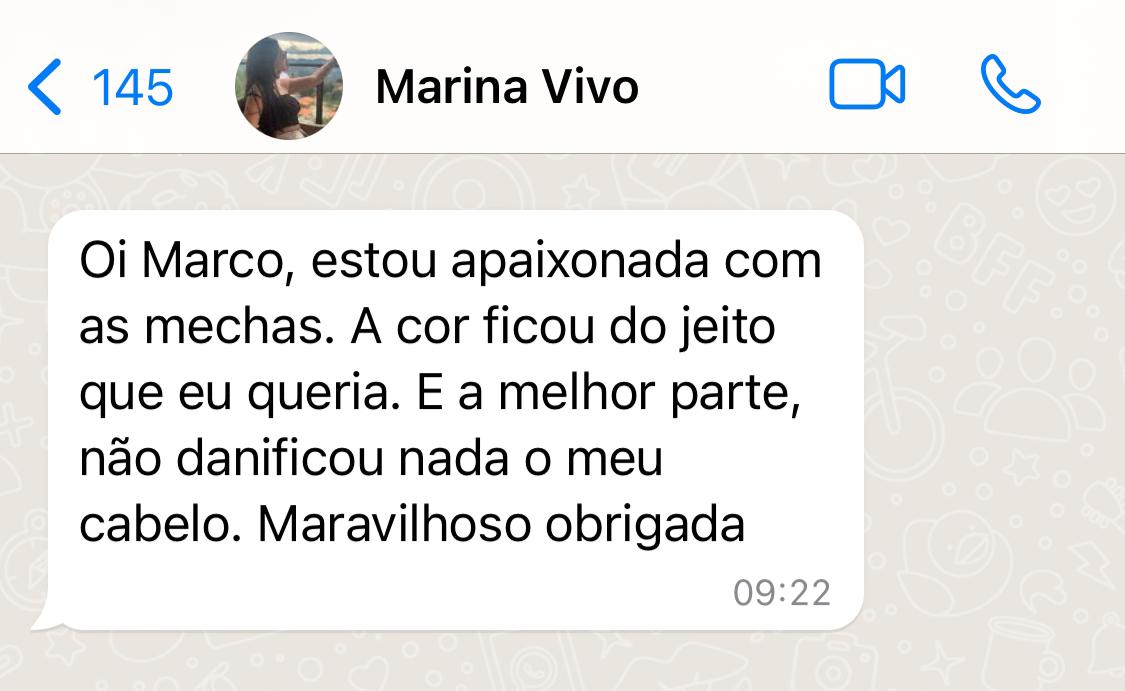 145
Marina Vivo
Oi Marco, estou apaixonada com
as mechas. A cor ficou do jeito
que eu queria. E a melhor parte,
não danificou nada o meu
cabelo. Maravilhoso obrigada
09:22
BFF